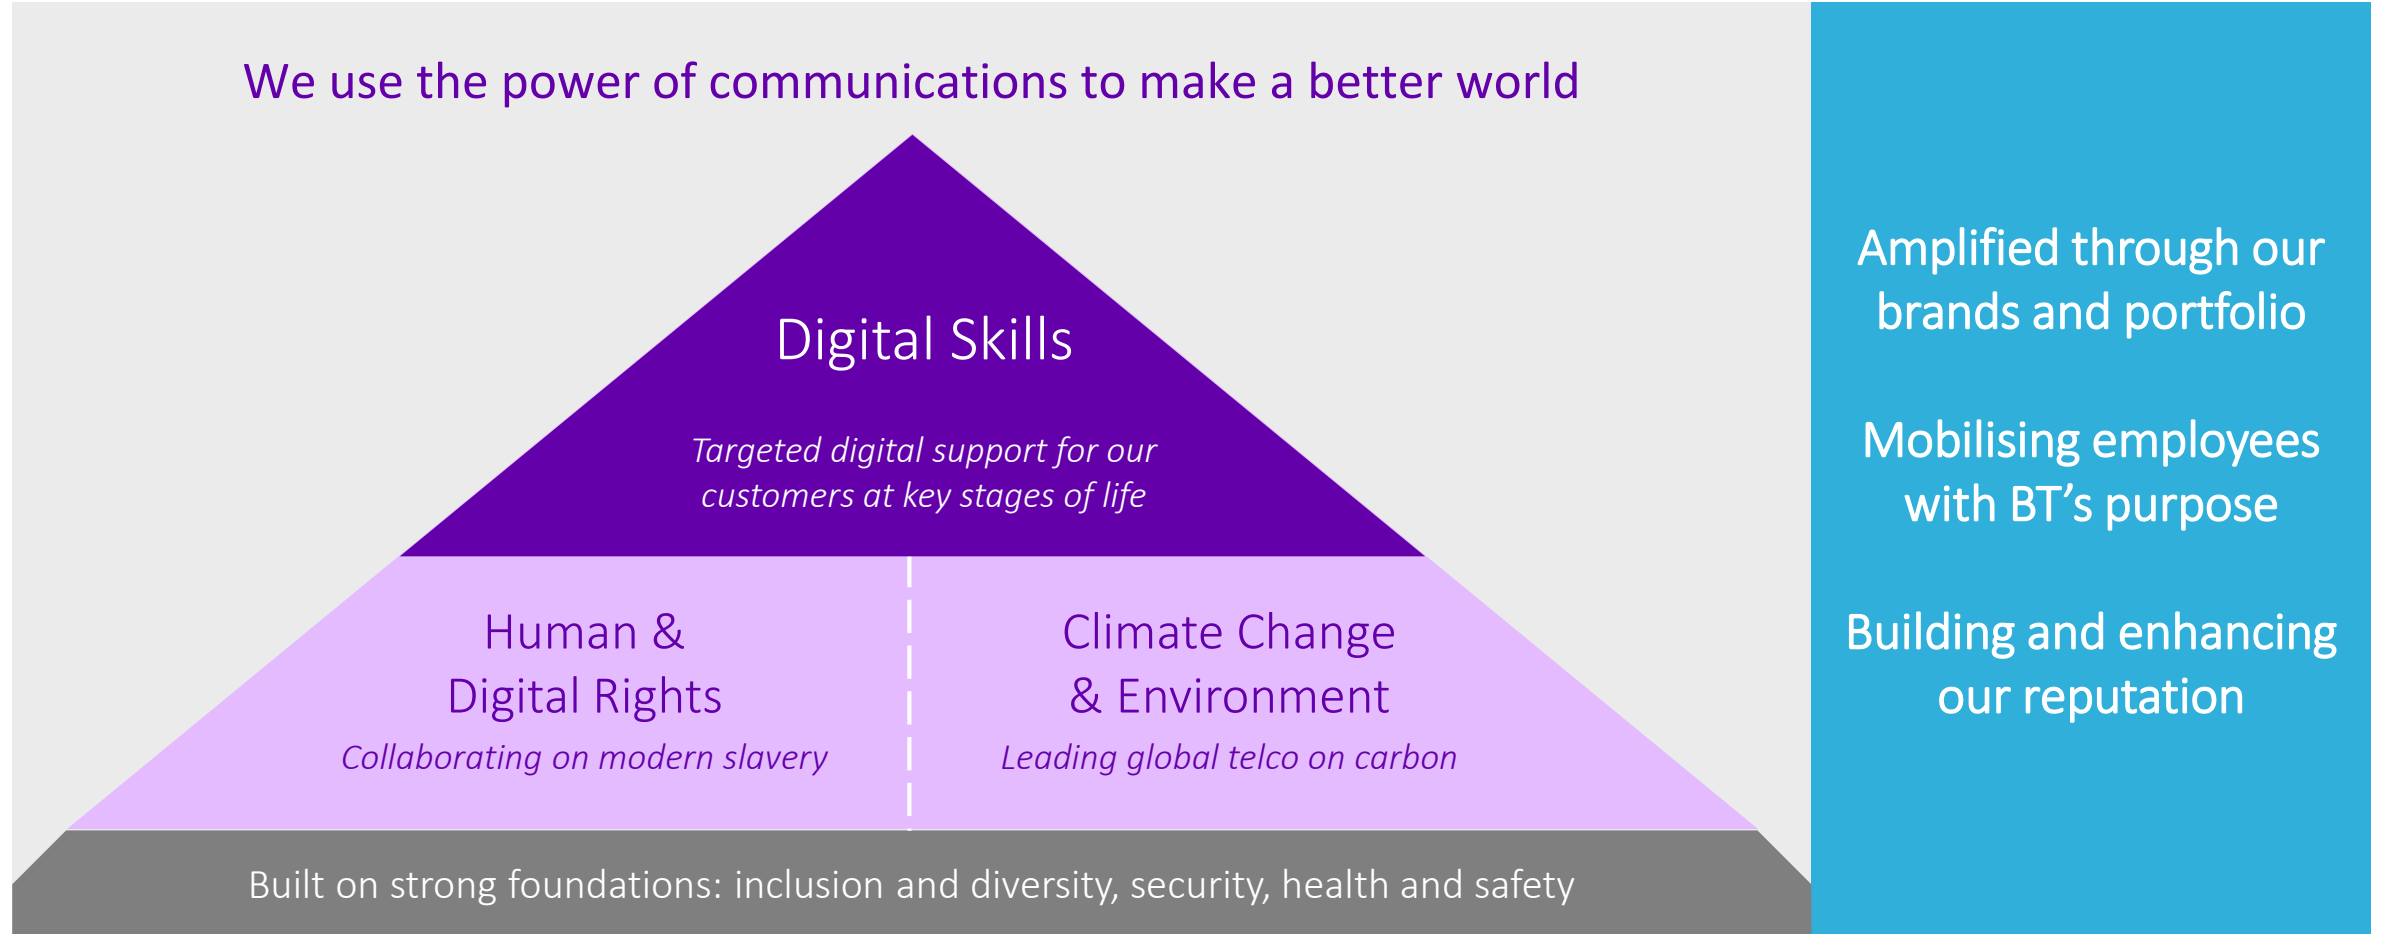 We use the power of communications to make a better world
Digital Skills
Targeted digital support for our
customers at key stages of life
Human &
Digital Rights
Collaborating on modern slavery
Climate Change
& Environment
Leading global telco on carbon
Built on strong foundations: inclusion and diversity, security, health and safety
Amplified through our
brands and portfolio
Mobilising employees
with BT’s purpose
Building and enhancing
our reputation